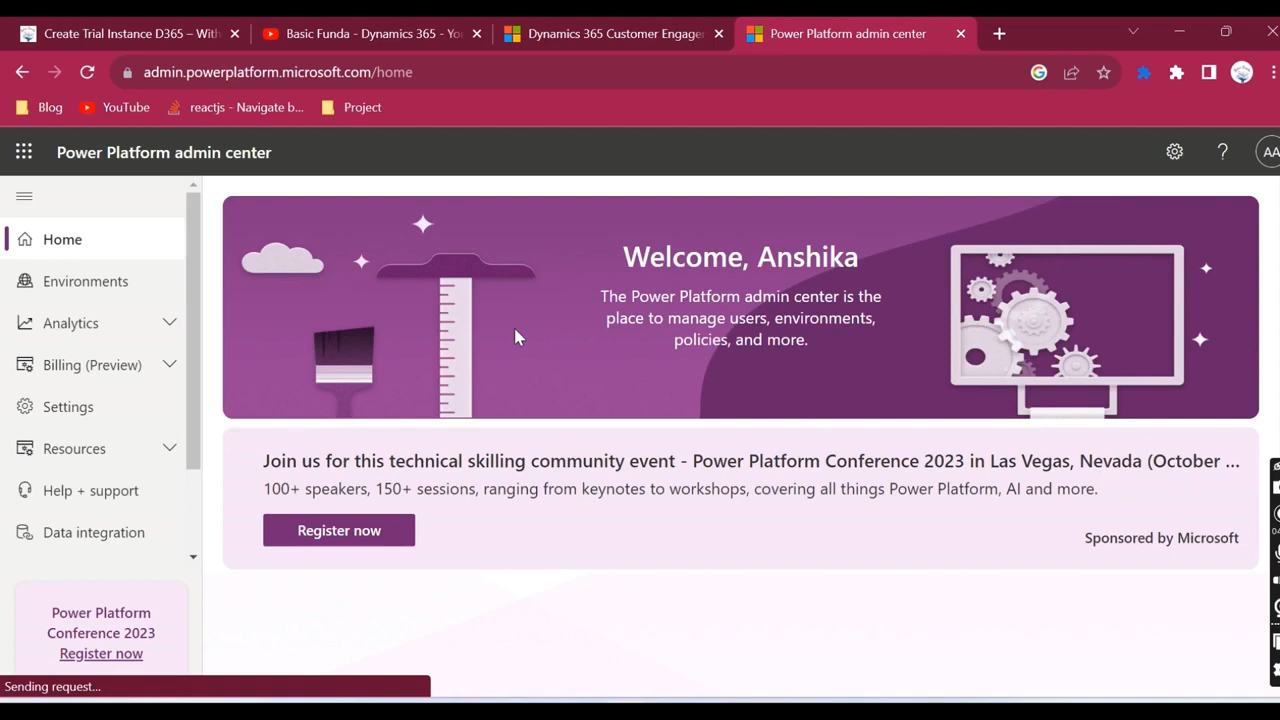 Create Trial Instance D365 – With
Basic Funda - Dynamics 365 - Yo
Dynamics 365 Customer Engage
Power Platform admin center
admin.powerplatform.microsoft.com/home
Blog
YouTube
reactjs - Navigate b...
Project
Power Platform admin center
?
AA
Home
Environments
Analytics
Billing (Preview)
Settings
Resources
Help + support
Data integration
Power Platform
Conference 2023
Register now
Welcome, Anshika
The Power Platform admin center is the
place to manage users, environments,
policies, and more.
Join us for this technical skilling community event - Power Platform Conference 2023 in Las Vegas, Nevada (October ...
100+ speakers, 150+ sessions, ranging from keynotes to workshops, covering all things Power Platform, AI and more.
Register now
Sponsored by Microsoft
Sending request...